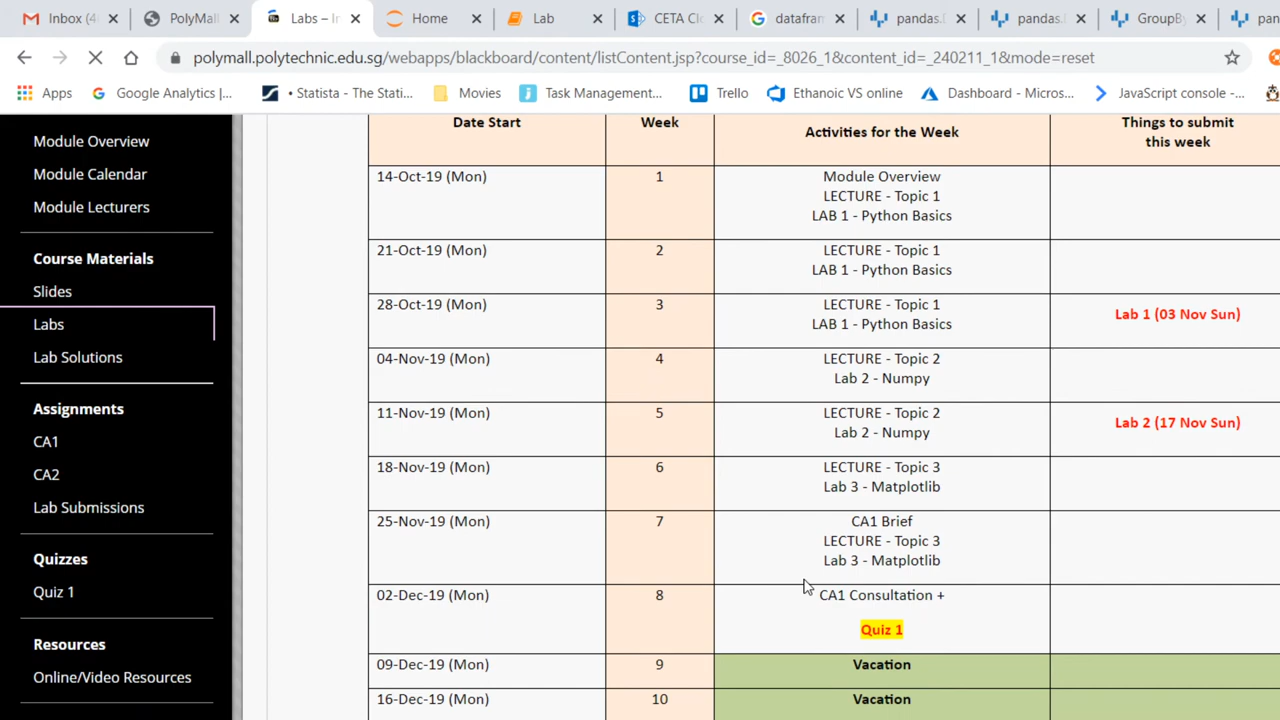 Inbox (4
PolyMall
Labs – I
Home
Lab
CETA Cl
datafran
pandas.
pandas.
GroupBy
pan
polymall.polytechnic.edu.sg/webapps/blackboard/content/listContent.jsp?course_id=_8026_1&content_id=_240211_1&mode=reset
Apps
Google Analytics |...
• Statista - The Stati...
Movies
Task Management...
Trello
Ethanoic VS online
Dashboard - Micros...
JavaScript console -...
Module Overview
Module Calendar
Module Lecturers
Course Materials
Slides
Labs
Lab Solutions
Assignments
CA1
CA2
Lab Submissions
Quizzes
Quiz 1
Resources
Online/Video Resources
Date Start
Week
Activities for the Week
Things to submit
this week
14-Oct-19 (Mon)
1
Module Overview
LECTURE - Topic 1
LAB 1 - Python Basics
21-Oct-19 (Mon)
2
LECTURE - Topic 1
LAB 1 - Python Basics
28-Oct-19 (Mon)
3
LECTURE - Topic 1
LAB 1 - Python Basics
Lab 1 (03 Nov Sun)
04-Nov-19 (Mon)
4
LECTURE - Topic 2
Lab 2 - Numpy
11-Nov-19 (Mon)
5
LECTURE - Topic 2
Lab 2 - Numpy
Lab 2 (17 Nov Sun)
18-Nov-19 (Mon)
6
LECTURE - Topic 3
Lab 3 - Matplotlib
25-Nov-19 (Mon)
7
CA1 Brief
LECTURE - Topic 3
Lab 3 - Matplotlib
02-Dec-19 (Mon)
8
CA1 Consultation +
Quiz 1
09-Dec-19 (Mon)
9
Vacation
16-Dec-19 (Mon)
10
Vacation